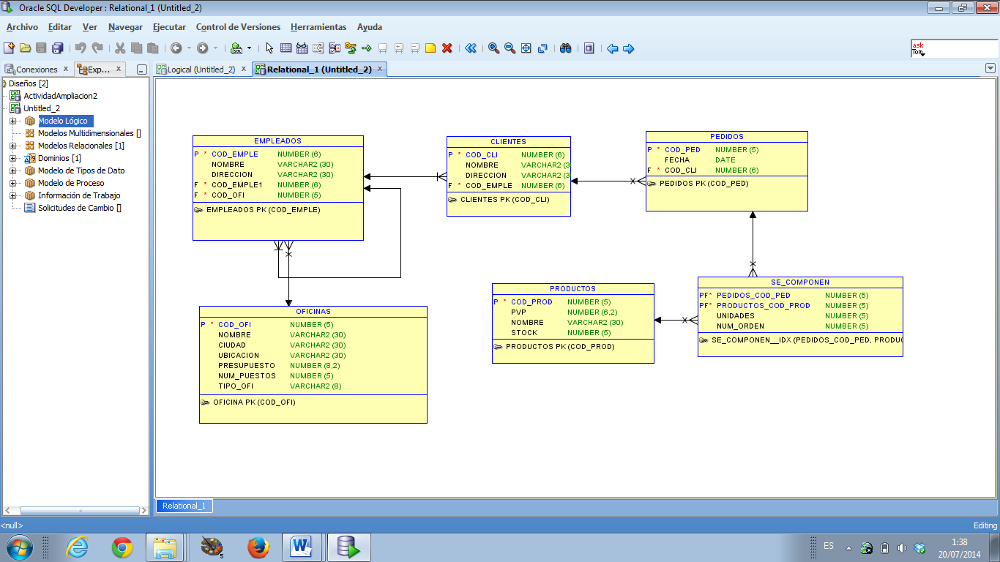 Oracle SQL Developer : Relational_1 (Untitled_2)
Archivo Editar Ver Navegar Ejecutar Control de Versiones Herramientas Ayuda
SQL
ask
Tom
Conexiones x Exp... x
Logical (Untitled_2) x Relational_1 (Untitled_2) x
Diseños [2]
ActividadAmpliacion2
Untitled_2
Modelo Lógico
Modelos Multidimensionales []
Modelos Relacionales [1]
Dominios [1]
Modelo de Tipos de Dato
Modelo de Proceso
Información de Trabajo
Solicitudes de Cambio []
EMPLEADOS
P * COD_EMPLE NUMBER (6)
NOMBRE VARCHAR2 (30)
DIRECCION VARCHAR2 (30)
F * COD_EMPLE1 NUMBER (6)
F * COD_OFI NUMBER (5)
EMPLEADOS PK (COD_EMPLE)
CLIENTES
P * COD_CLI NUMBER (6)
NOMBRE VARCHAR2 (3
DIRECCION VARCHAR2 (3
F * COD_EMPLE NUMBER (6)
CLIENTES PK (COD_CLI)
PEDIDOS
P * COD_PED NUMBER (5)
FECHA DATE
F * COD_CLI NUMBER (6)
PEDIDOS PK (COD_PED)
OFICINAS
P * COD_OFI NUMBER (5)
NOMBRE VARCHAR2 (30)
CIUDAD VARCHAR2 (30)
UBICACION VARCHAR2 (30)
PRESUPUESTO NUMBER (8,2)
NUM_PUESTOS NUMBER (5)
TIPO_OFI VARCHAR2 (8)
OFICINA PK (COD_OFI)
PRODUCTOS
P * COD_PROD NUMBER (5)
PVP NUMBER (6,2)
NOMBRE VARCHAR2 (30)
STOCK NUMBER (5)
PRODUCTOS PK (COD_PROD)
SE_COMPONEN
PF* PEDIDOS_COD_PED NUMBER (5)
PF* PRODUCTOS_COD_PROD NUMBER (5)
UNIDADES NUMBER (5)
NUM_ORDEN NUMBER (5)
SE_COMPONEN__IDX (PEDIDOS_COD_PED, PRODUC
Relational_1
<null> Editing
ES
1:38
20/07/2014